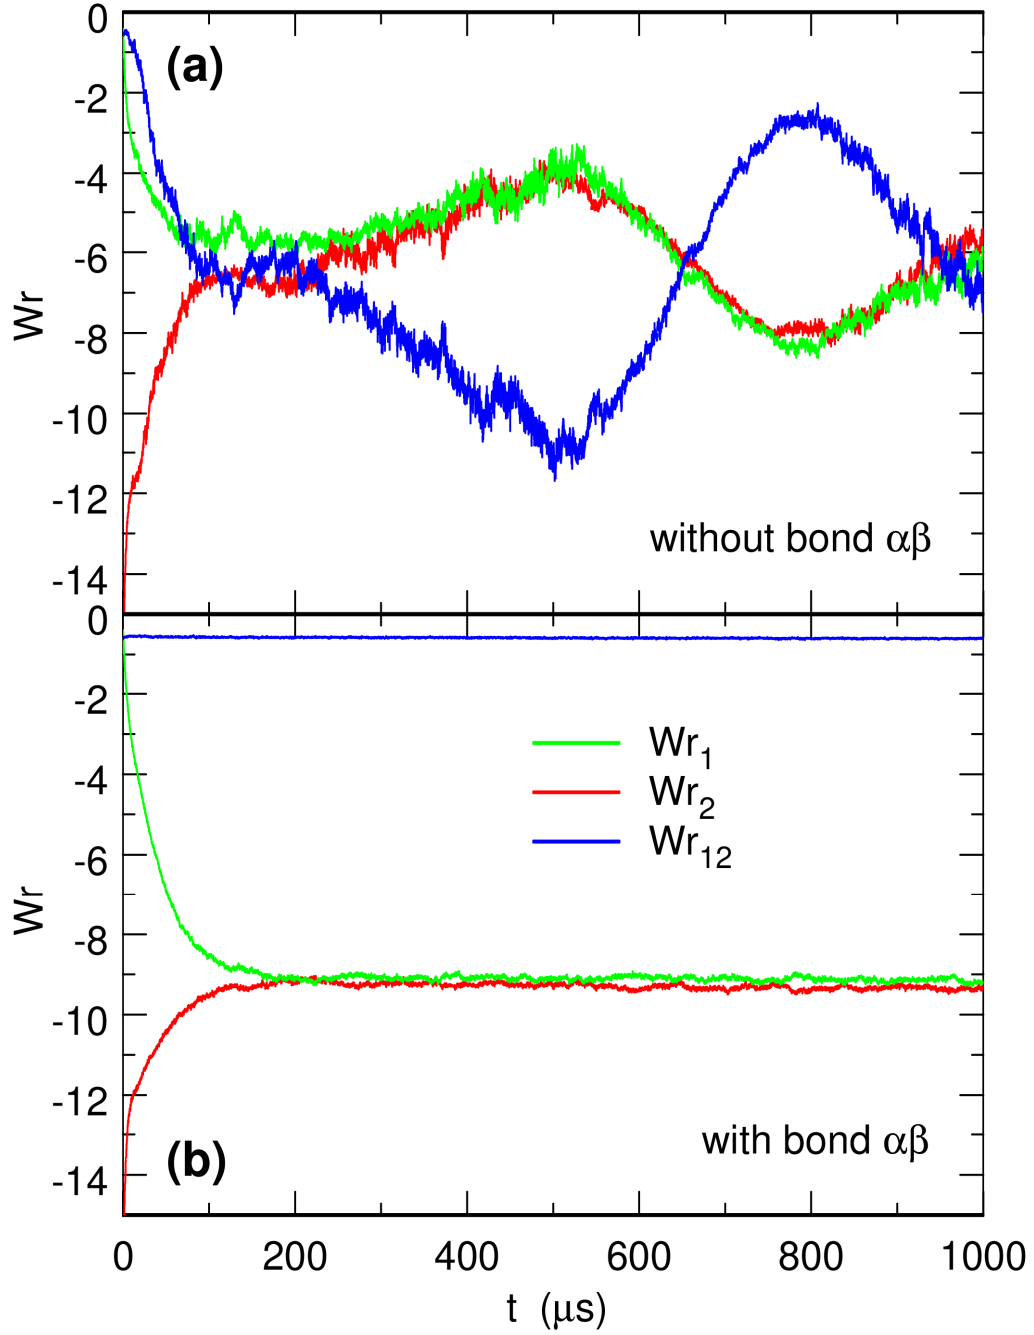 0
(a)
-2
-4
-6
Wr
-8
-10
-12
without bond αβ
-14
0
-2
Wr1
Wr2
-4
Wr12
-6
Wr
-8
-10
-12
with bond αβ
(b)
-14
0 200 400 600 800 1000
t (μs)